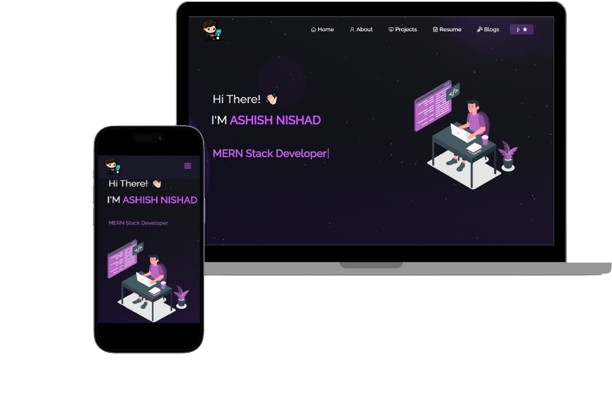 Home About Projects Resume Blogs
Hi There!
I'M ASHISH NISHAD
MERN Stack Developer
Hi There!
I'M ASHISH NISHAD
MERN Stack Developer